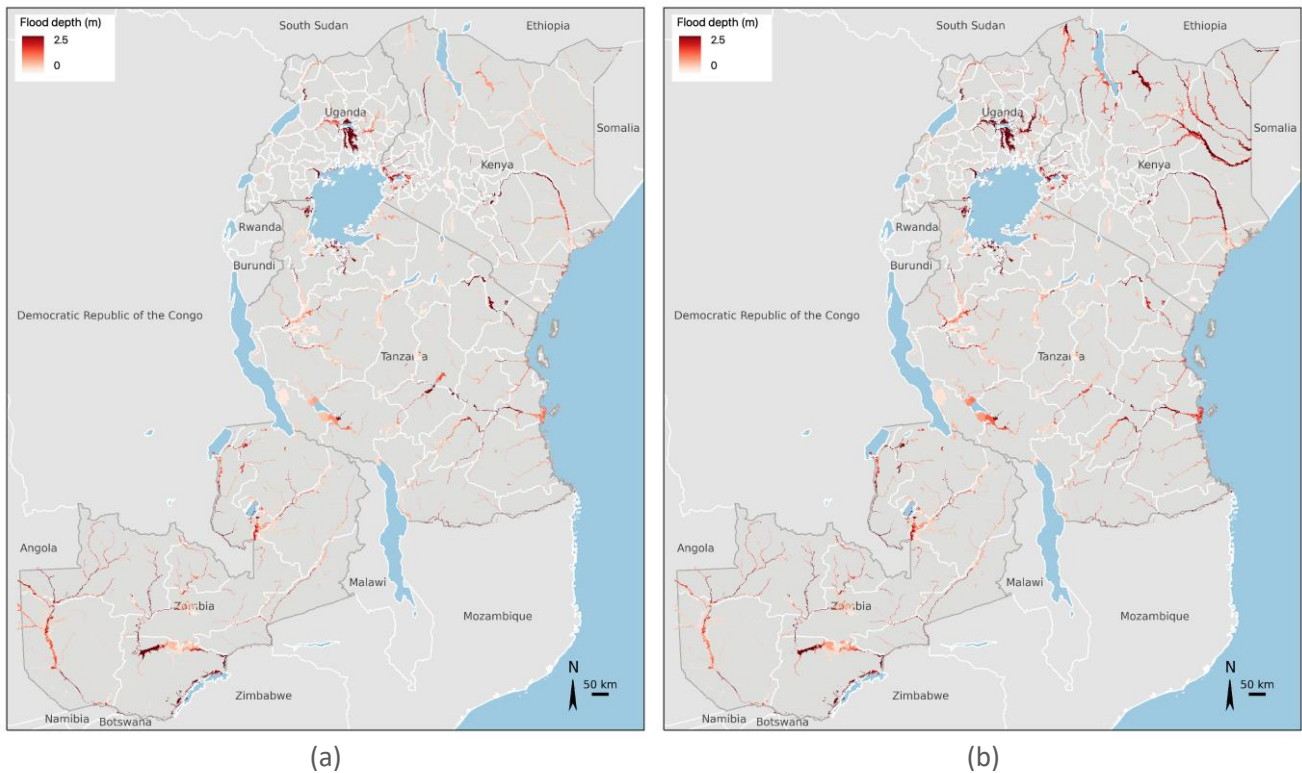 Flood depth (m)
2.5
0
South Sudan
Ethiopia
Uganda
Somalia
Kenya
Rwanda
Burundi
Democratic Republic of the Congo
Tanzania
Angola
Zambia
Malawi
Mozambique
Zimbabwe
Namibia
Botswana
N
50 km
(a)
Flood depth (m)
2.5
0
South Sudan
Ethiopia
Uganda
Somalia
Kenya
Rwanda
Burundi
Democratic Republic of the Congo
Tanzania
Angola
Zambia
Malawi
Mozambique
Zimbabwe
Namibia
Botswana
N
50 km
(b)